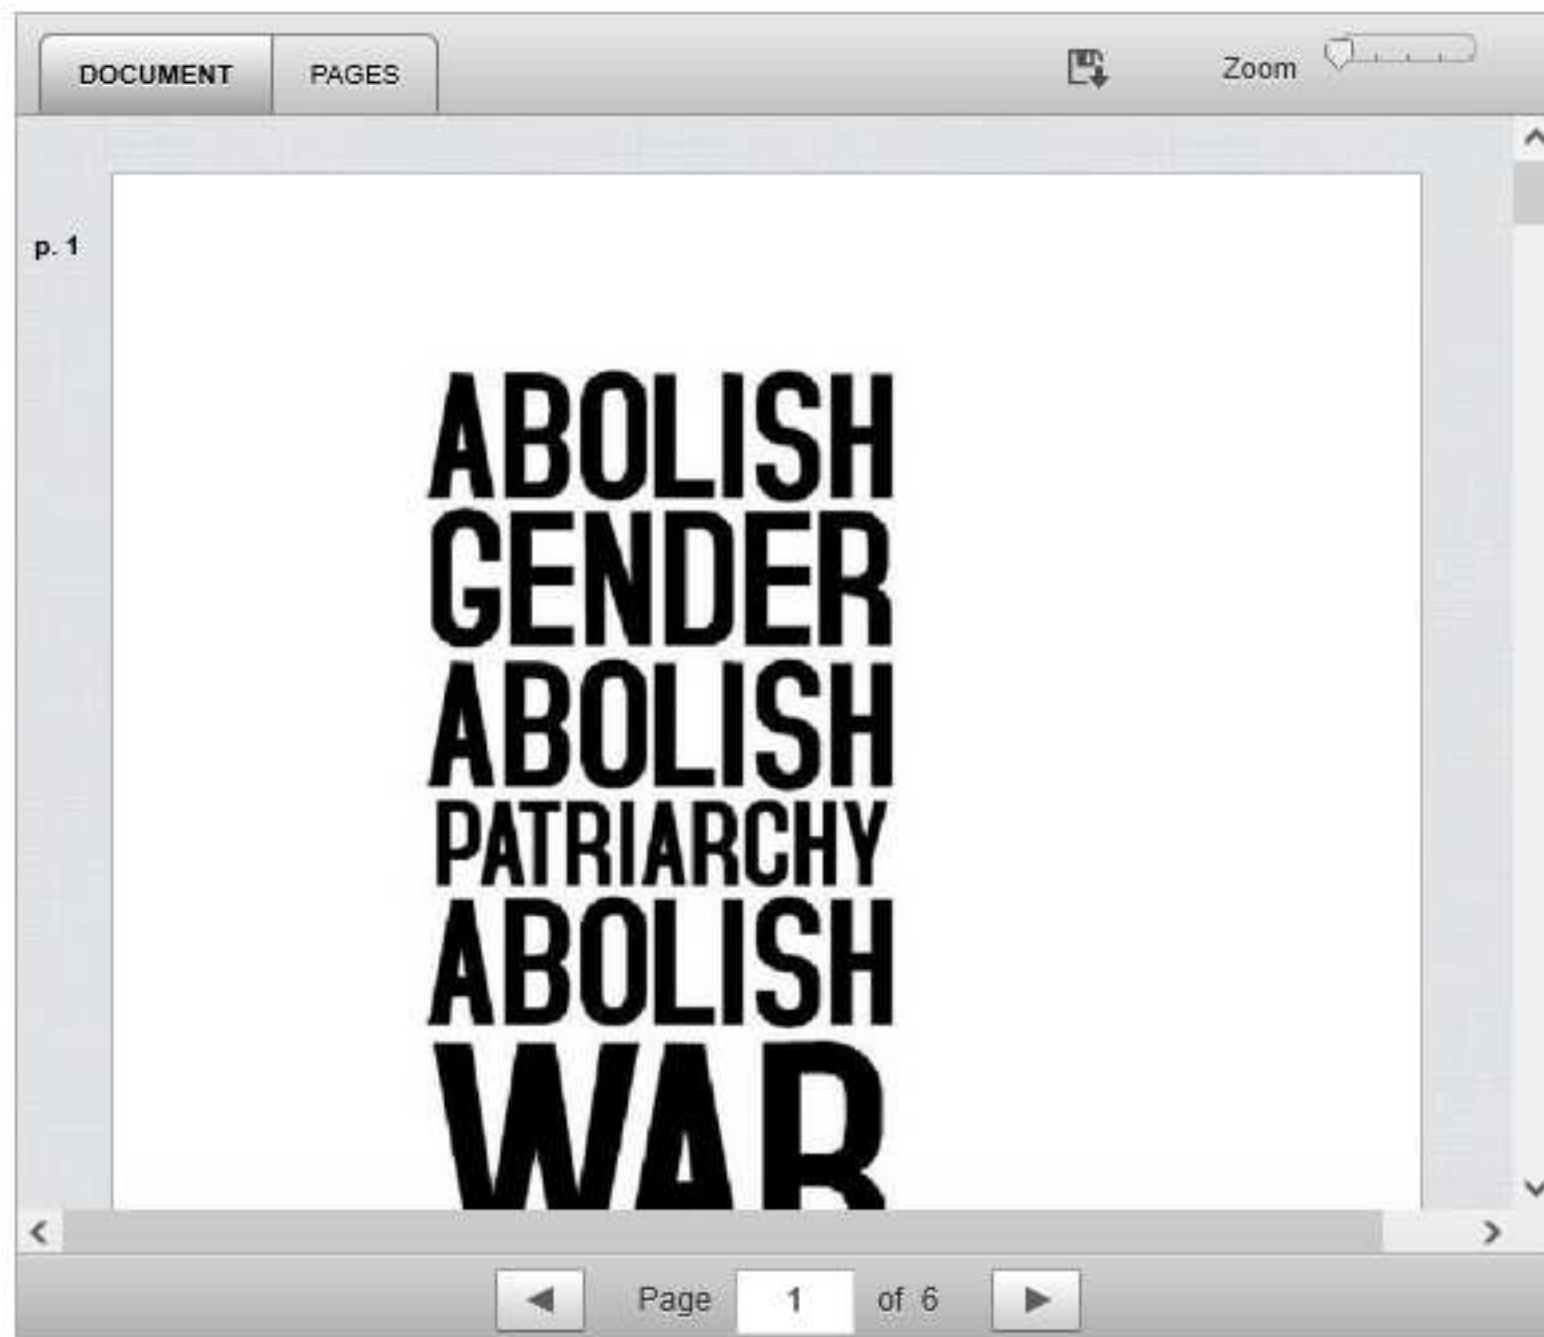 DOCUMENT PAGES Zoom
p. 1
ABOLISH
GENDER
ABOLISH
PATRIARCHY
ABOLISH
WAR
Page 1 of 6